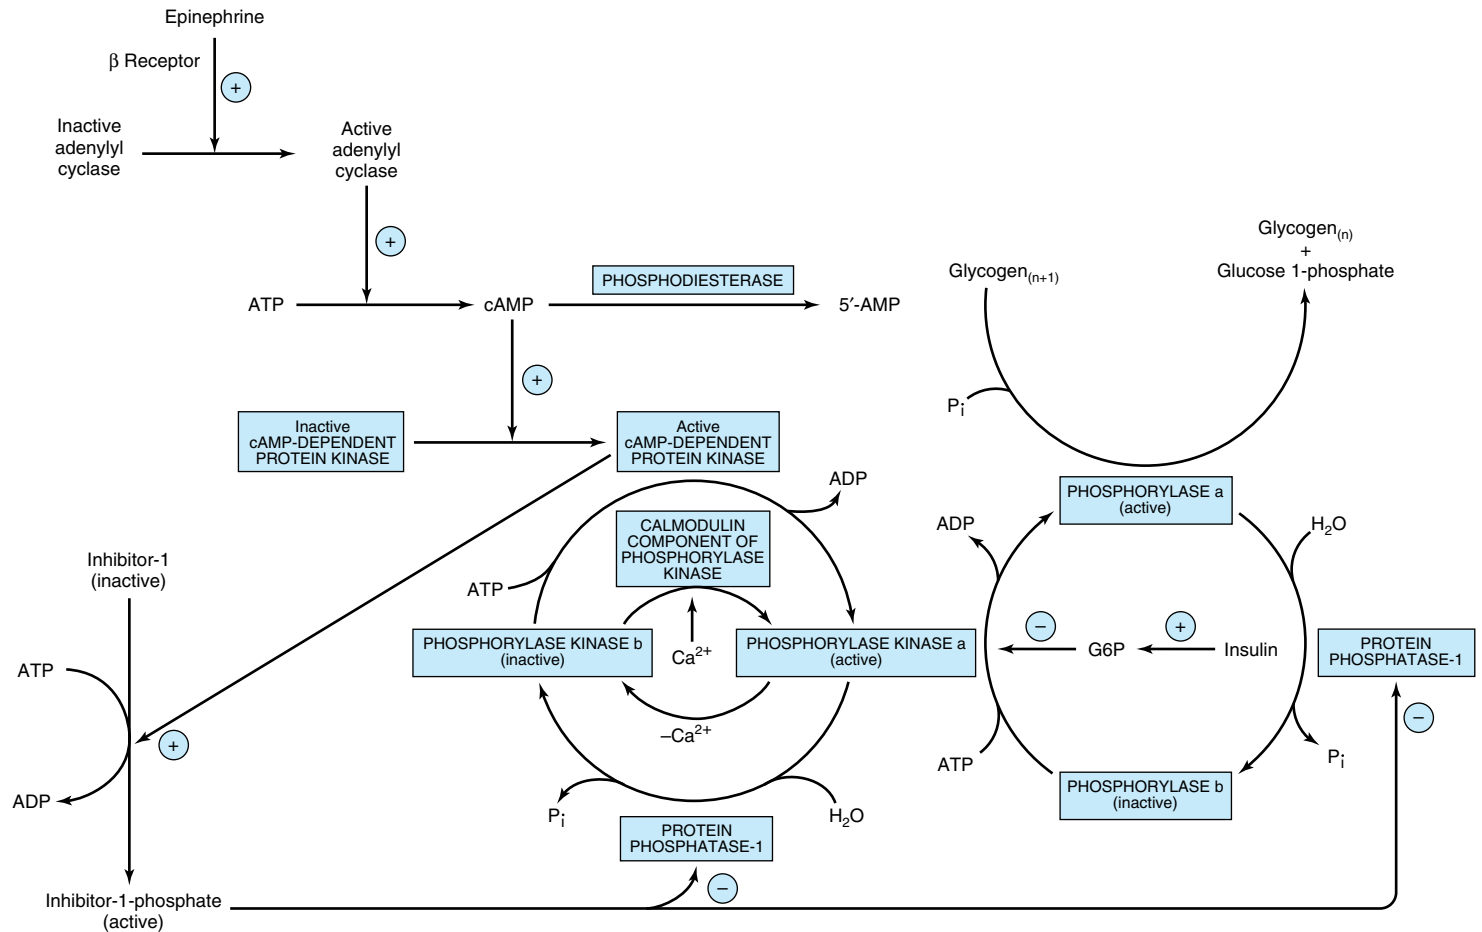 Epinephrine
β Receptor
+
Inactive
adenylyl
cyclase
Active
adenylyl
cyclase
+
ATP
cAMP
PHOSPHODIESTERASE
5′-AMP
+
Inactive
cAMP-DEPENDENT
PROTEIN KINASE
Active
cAMP-DEPENDENT
PROTEIN KINASE
Glycogen(n+1)
Glycogen(n)
+
Glucose 1-phosphate
Pi
ADP
CALMODULIN
COMPONENT OF
PHOSPHORYLASE
KINASE
ATP
PHOSPHORYLASE KINASE b
(inactive)
Ca2+
PHOSPHORYLASE KINASE a
(active)
–Ca2+
Pi
H2O
PROTEIN
PHOSPHATASE-1
–
PHOSPHORYLASE a
(active)
ADP
H2O
–
G6P
+
Insulin
PROTEIN
PHOSPHATASE-1
–
ATP
Pi
PHOSPHORYLASE b
(inactive)
Inhibitor-1
(inactive)
ATP
+
ADP
Inhibitor-1-phosphate
(active)